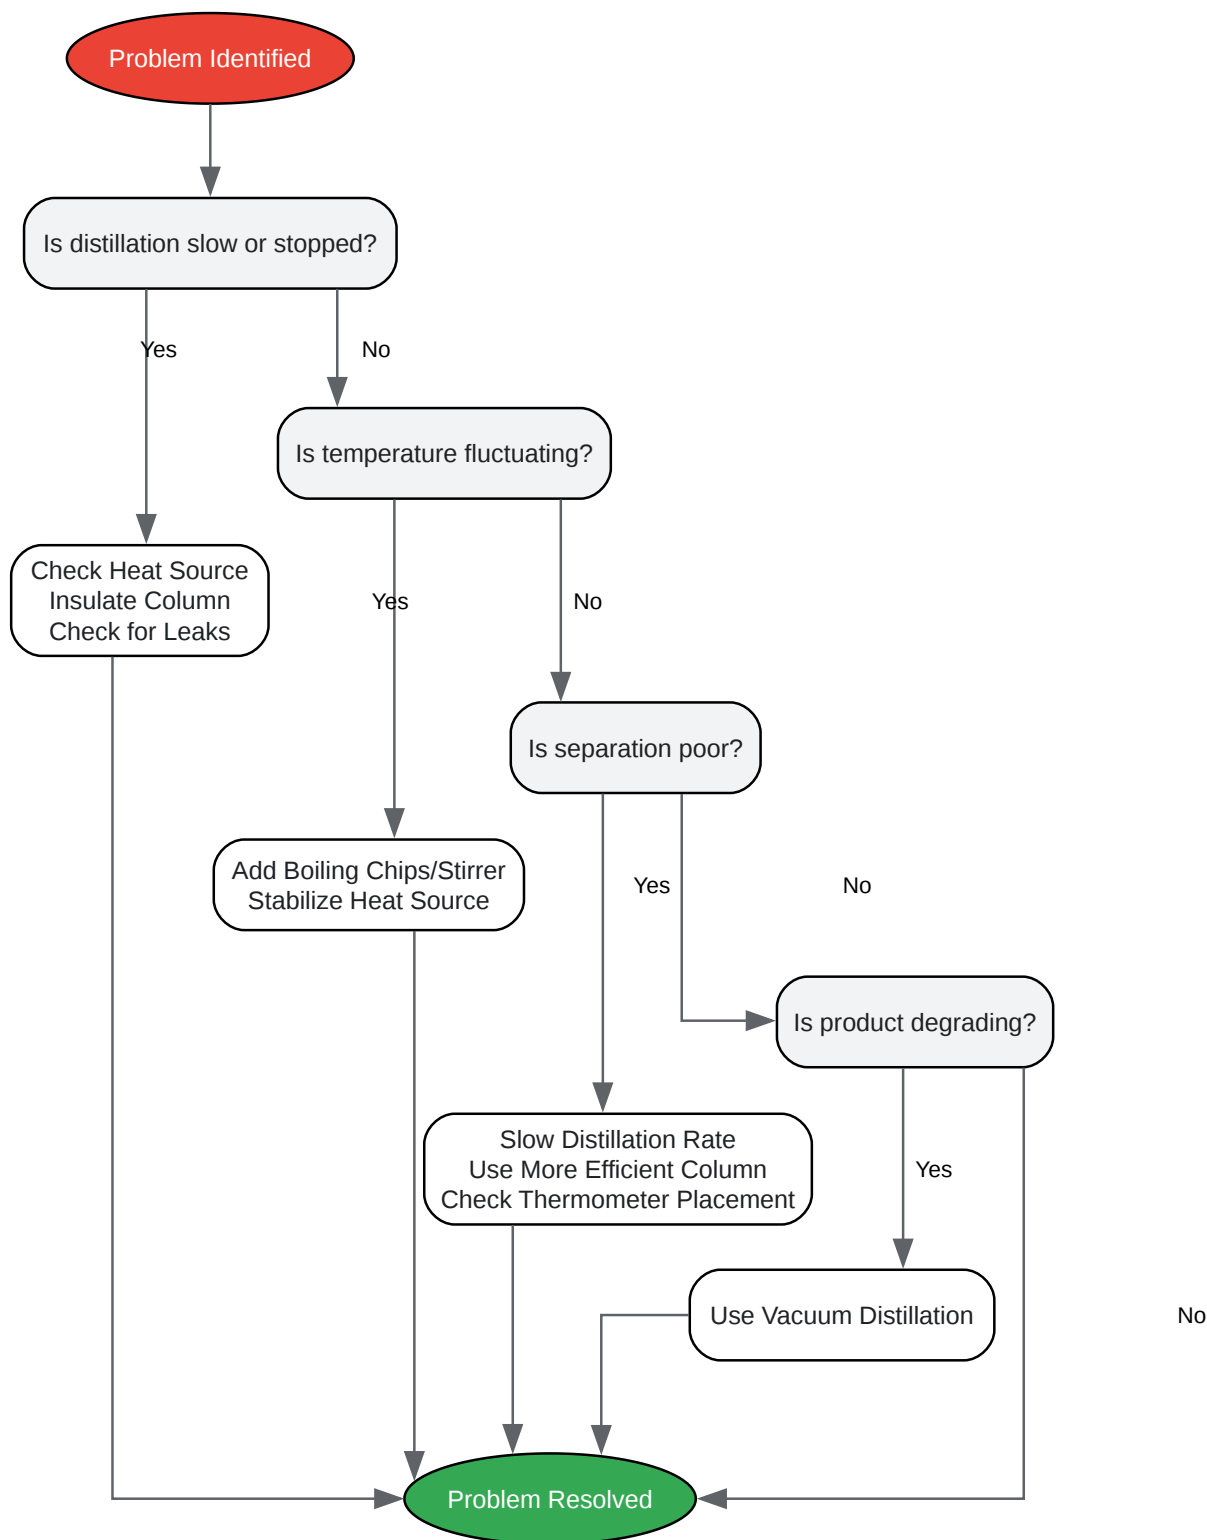 Problem Identified
Is distillation slow or stopped?
Yes
No
Is temperature fluctuating?
Check Heat Source
Insulate Column
Check for Leaks
Yes
No
Is separation poor?
Add Boiling Chips/Stirrer
Stabilize Heat Source
Yes
No
Is product degrading?
Slow Distillation Rate
Use More Efficient Column
Check Thermometer Placement
Yes
Use Vacuum Distillation
No
Problem Resolved